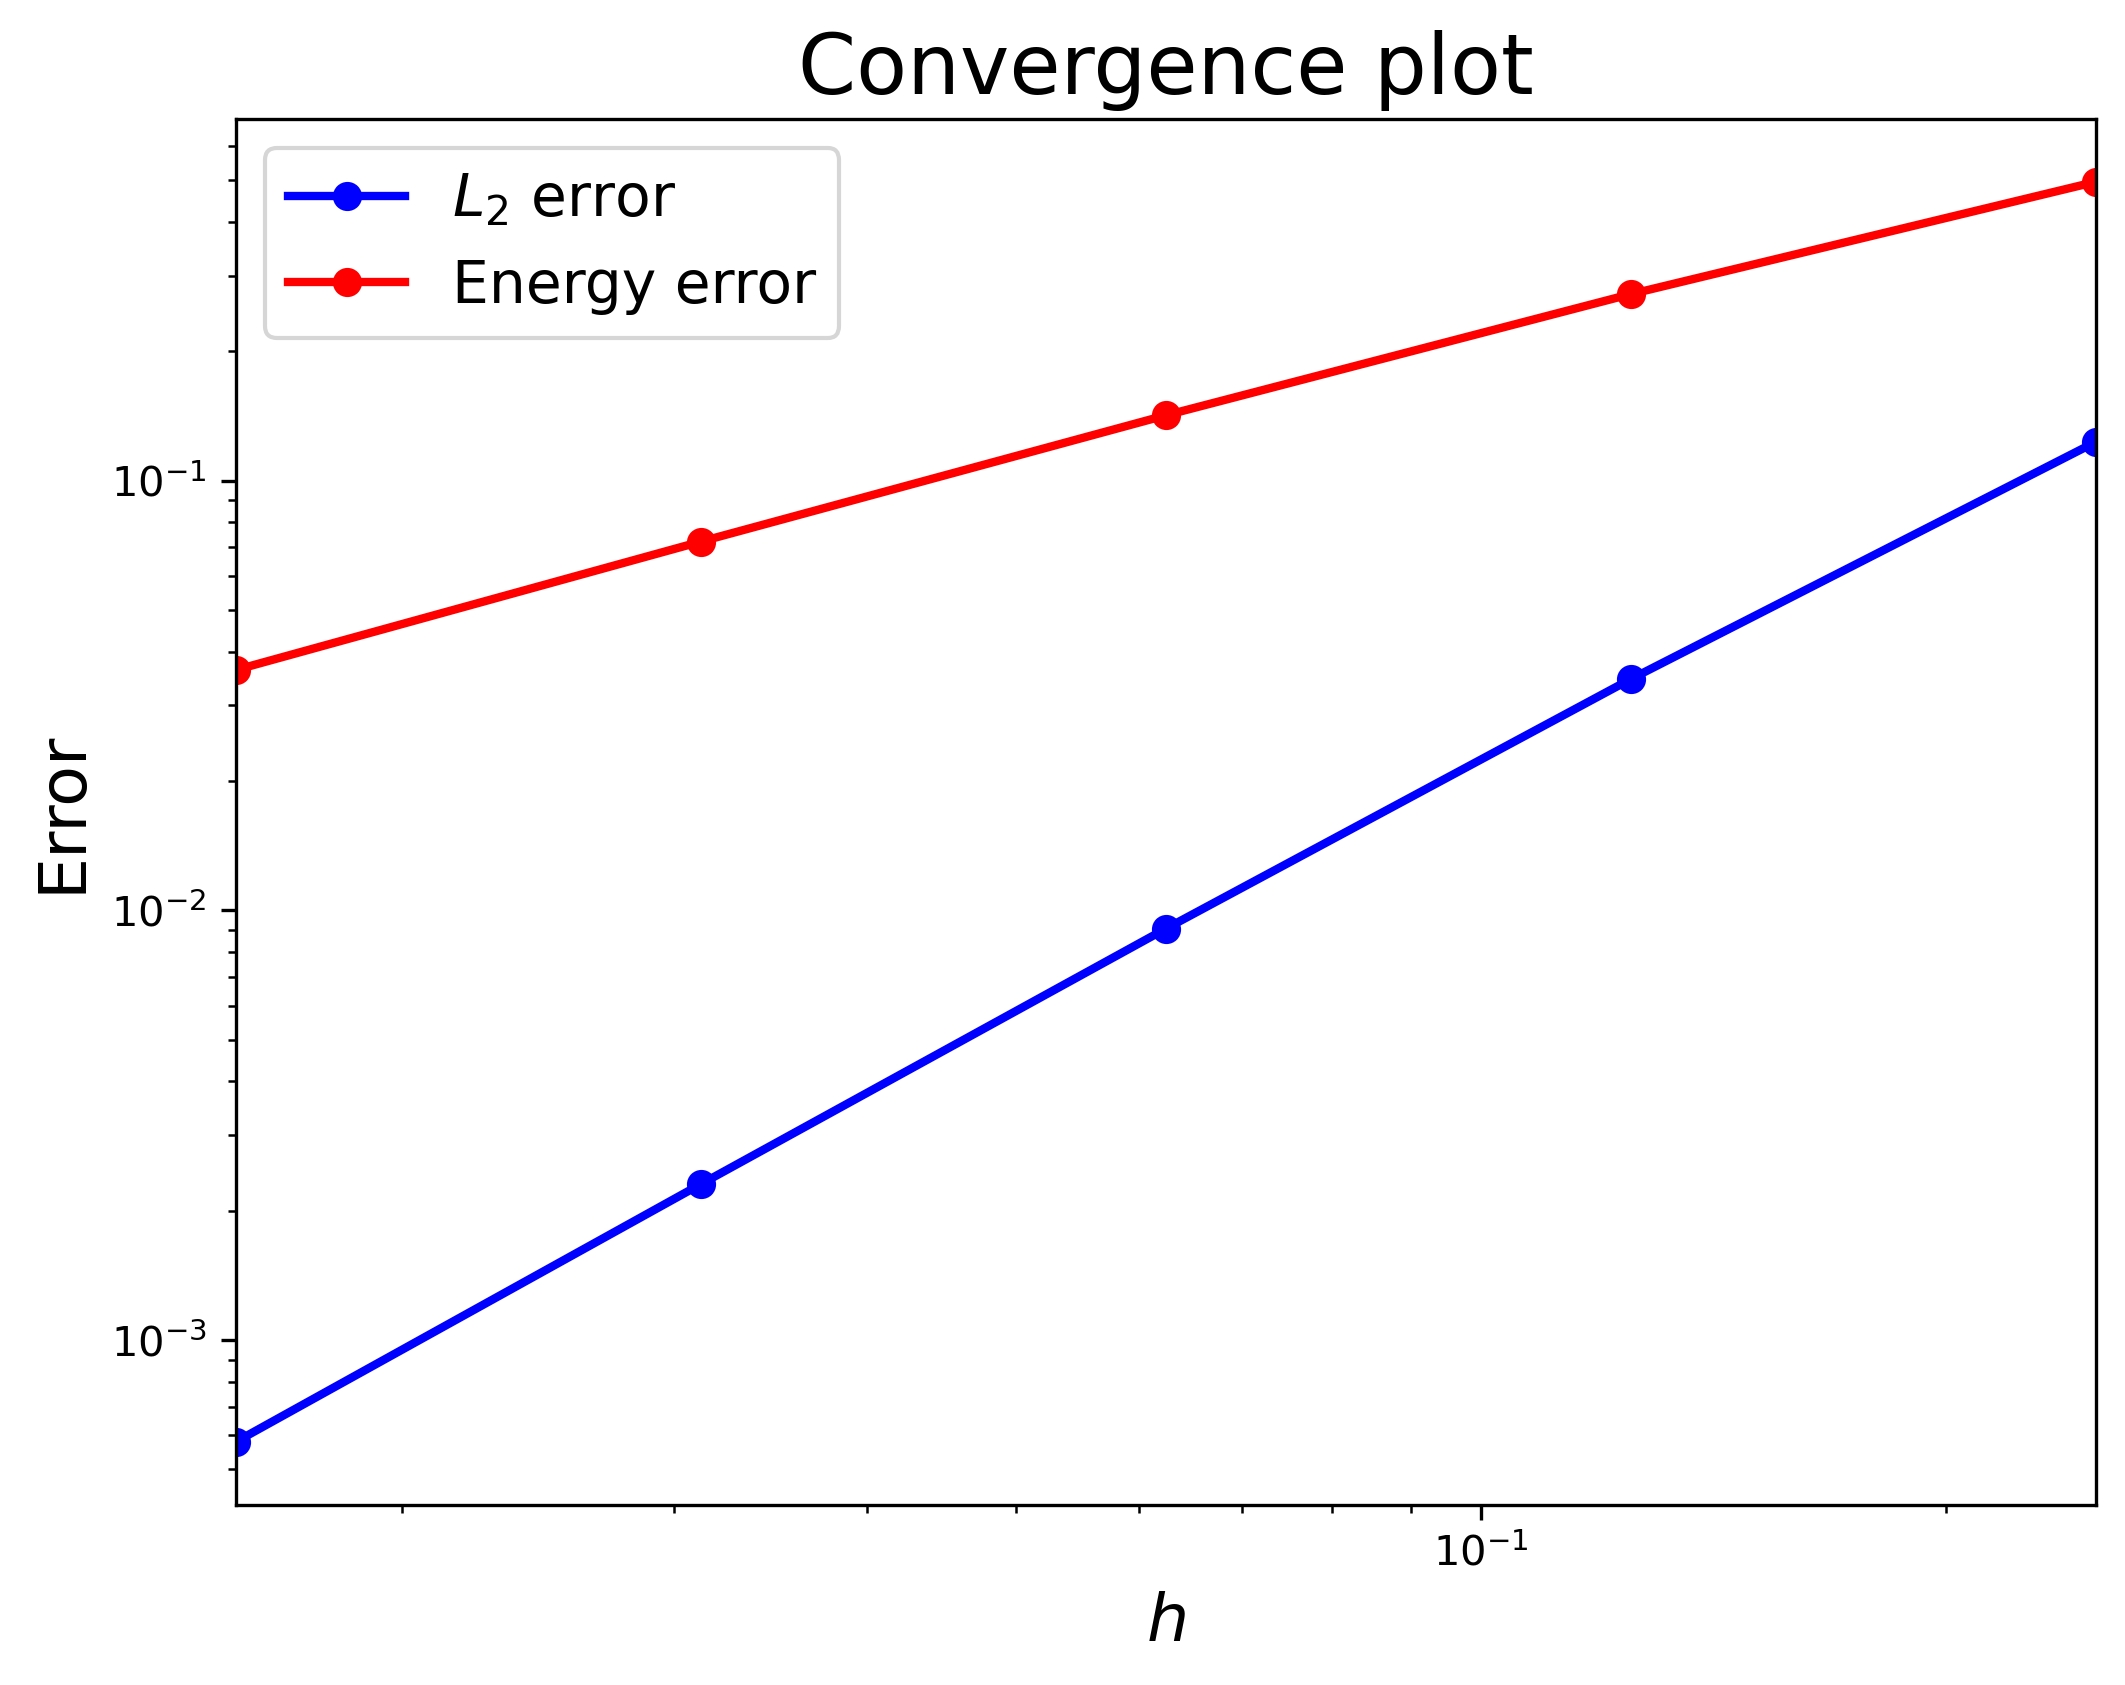 Convergence plot
L₂ error
Energy error
10⁻¹
10⁻²
10⁻³
Error
10⁻¹
h